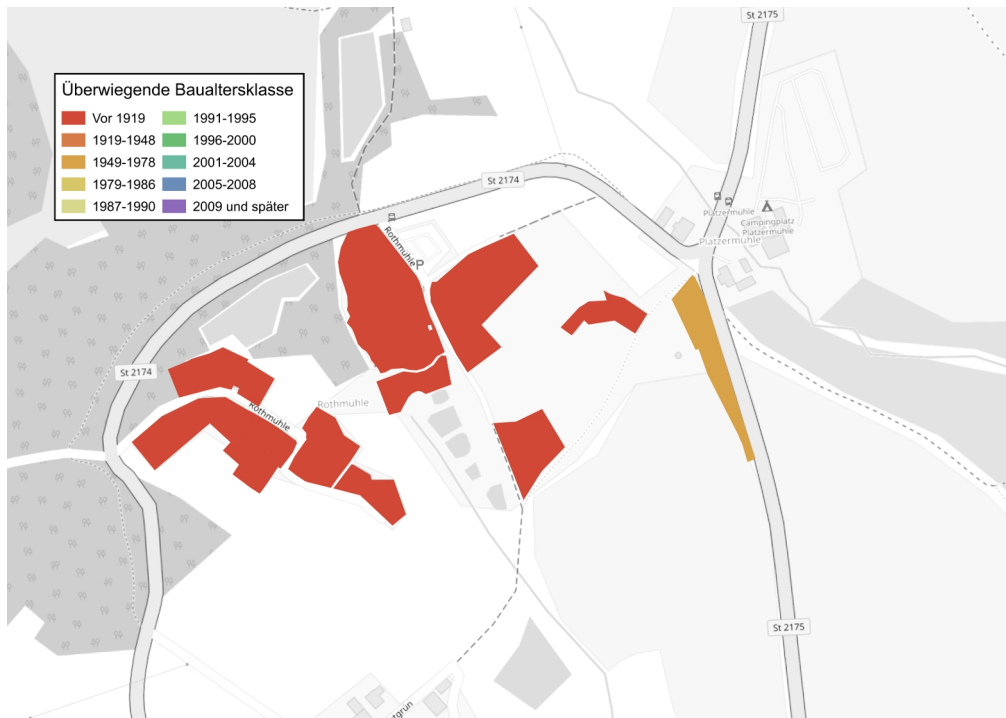 St 2175
Überwiegende Baualtersklasse
Vor 1919
1991-1995
1919-1948
1996-2000
1949-1978
2001-2004
1979-1986
2005-2008
1987-1990
2009 und später
St 2174
Platzermühle
Campingplatz
Platzermühle
Platzermühle
Rothmühle
St 2174
Rothmühle
Rothmühle
St 2175